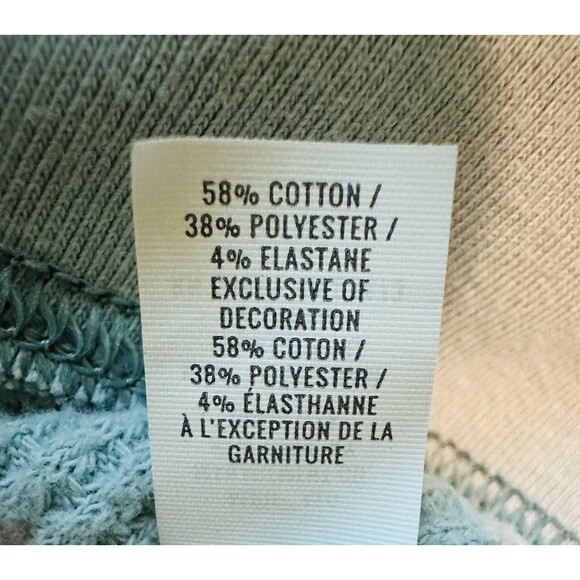 58% COTTON /
38% POLYESTER /
4% ELASTANE
EXCLUSIVE OF
DECORATION
58% COTON /
38% POLYESTER /
4% ÉLASTHANNE
À L'EXCEPTION DE LA
GARNITURE